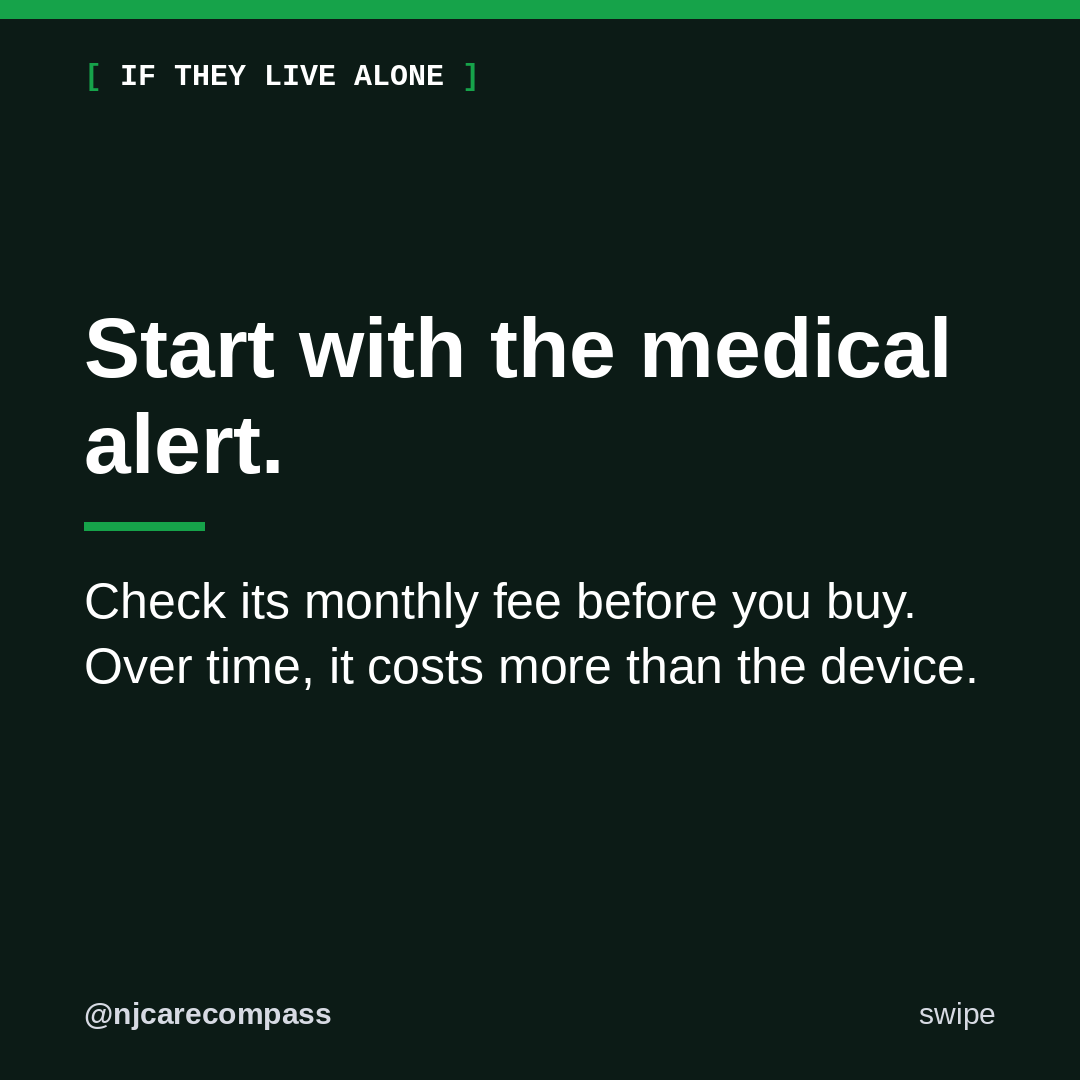 [ IF THEY LIVE ALONE ]
Start with the medical
alert.
Check its monthly fee before you buy.
Over time, it costs more than the device.
@njcarecompass
swipe